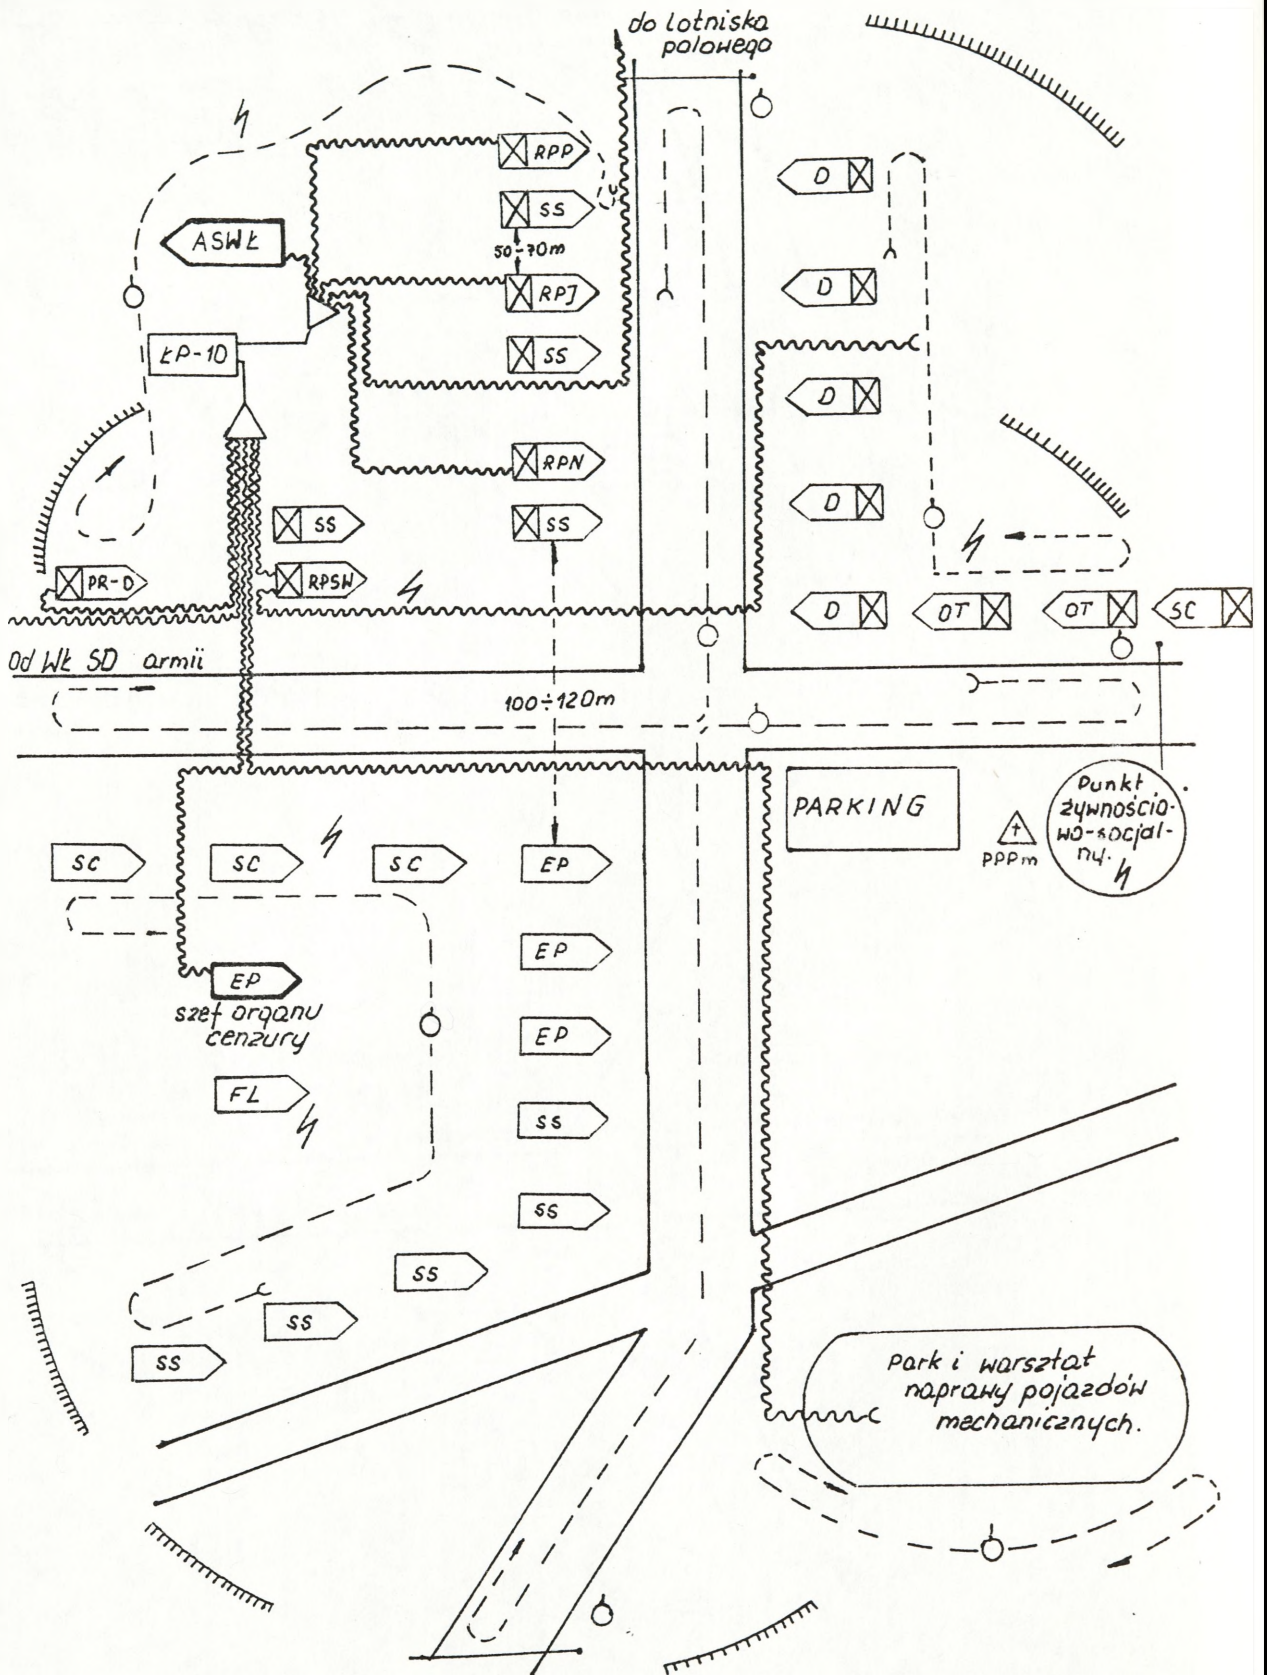 do lotniska
polowego
RPP
D
SS
ASWŁ
50-70m
RPJ
D
ŁP-10
SS
D
RPN
D
SS
SS
PR-D
RPSW
D
OT
OT
SC
Od WŁ SD armii
100÷120m
PARKING
Punkt
żywnościo-
wo-socjal-
ny.
PPPm
SC
SC
SC
EP
EP
EP
szef organu
cenzury
EP
FL
SS
SS
SS
SS
SS
Park i warsztat
naprawy pojazdów
mechanicznych.